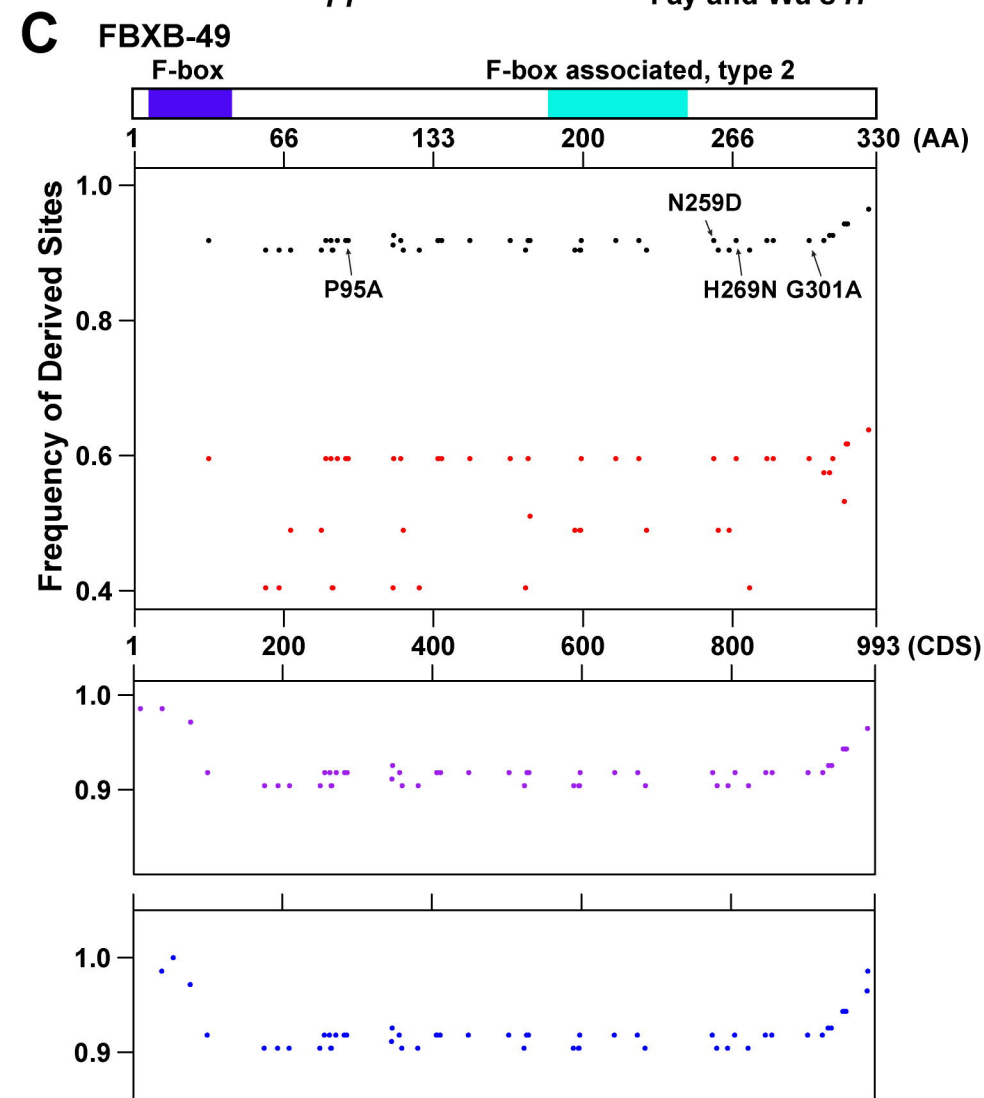 Fay and Wu's H
C
FBXB-49
F-box F-box associated, type 2
1 66 133 200 266 330 (AA)
Frequency of Derived Sites
1.0
N259D
P95A H269N G301A
0.8
0.6
0.4
1 200 400 600 800 993 (CDS)
1.0
0.9
1.0
0.9